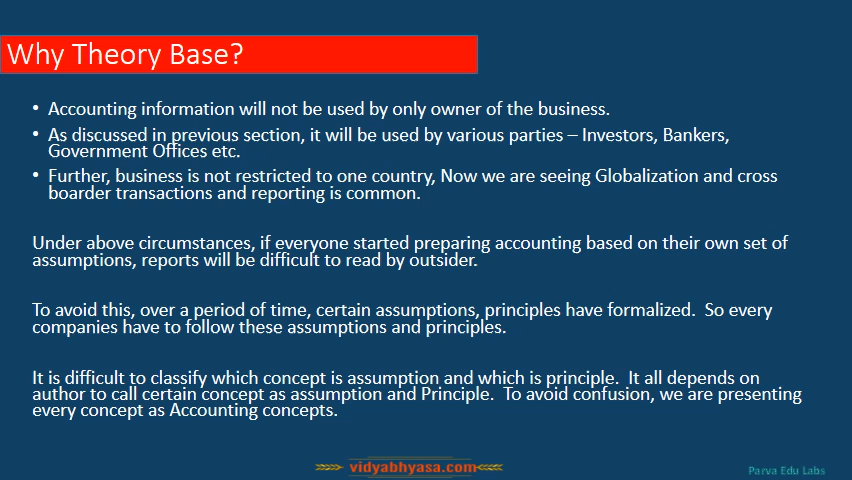 Why Theory Base?
• Accounting information will not be used by only owner of the business.
• As discussed in previous section, it will be used by various parties – Investors, Bankers,
Government Offices etc.
• Further, business is not restricted to one country, Now we are seeing Globalization and cross
boarder transactions and reporting is common.
Under above circumstances, if everyone started preparing accounting based on their own set of
assumptions, reports will be difficult to read by outsider.
To avoid this, over a period of time, certain assumptions, principles have formalized. So every
companies have to follow these assumptions and principles.
It is difficult to classify which concept is assumption and which is principle. It all depends on
author to call certain concept as assumption and Principle. To avoid confusion, we are presenting
every concept as Accounting concepts.
vidyabhyasa.com
Parva Edu Labs